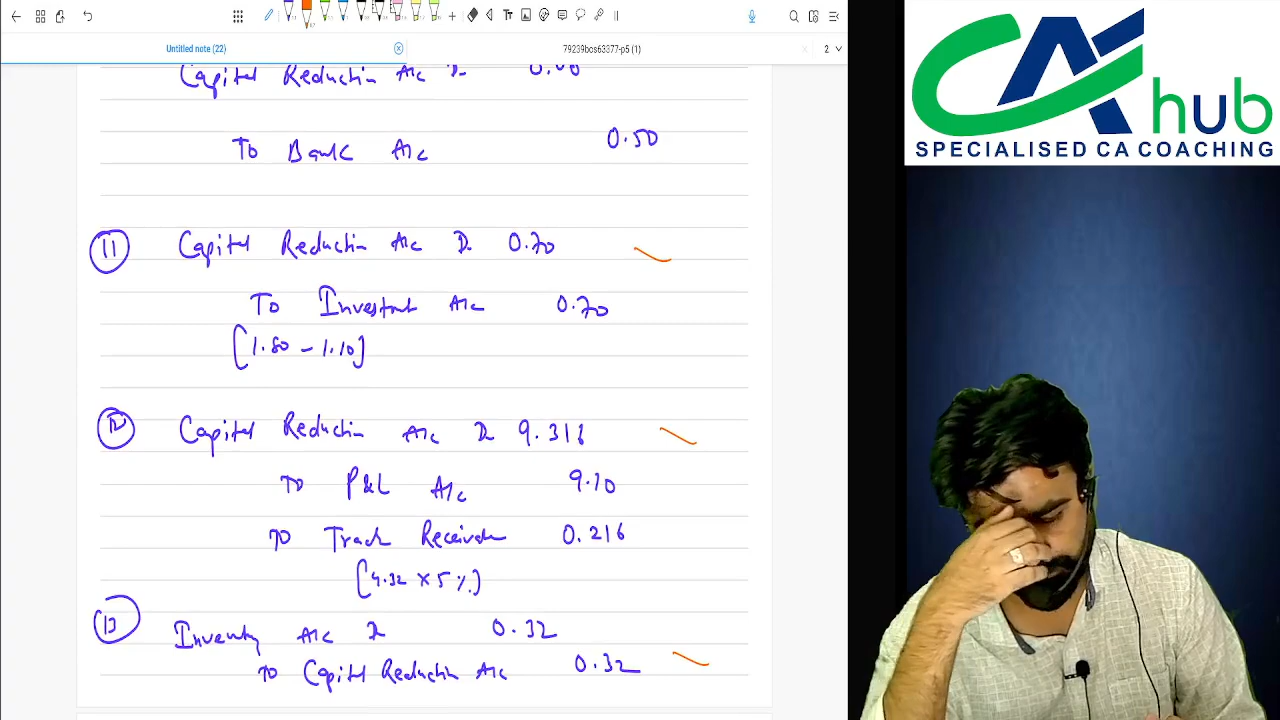 Untitled note (22)
79239bos63377-p5 (1)
2
Capital Reduction A/c Dr
To Bank A/c 0.50
11 Capital Reduction A/c Dr 0.70
To Investment A/c 0.70
[1.80 - 1.10]
12 Capital Reduction A/c Dr 9.316
To P&L A/c 9.10
To Trade Receivable 0.216
[4.32 × 5%]
13 Inventory A/c Dr 0.32
To Capital Reduction A/c 0.32
CA hub
SPECIALISED CA COACHING